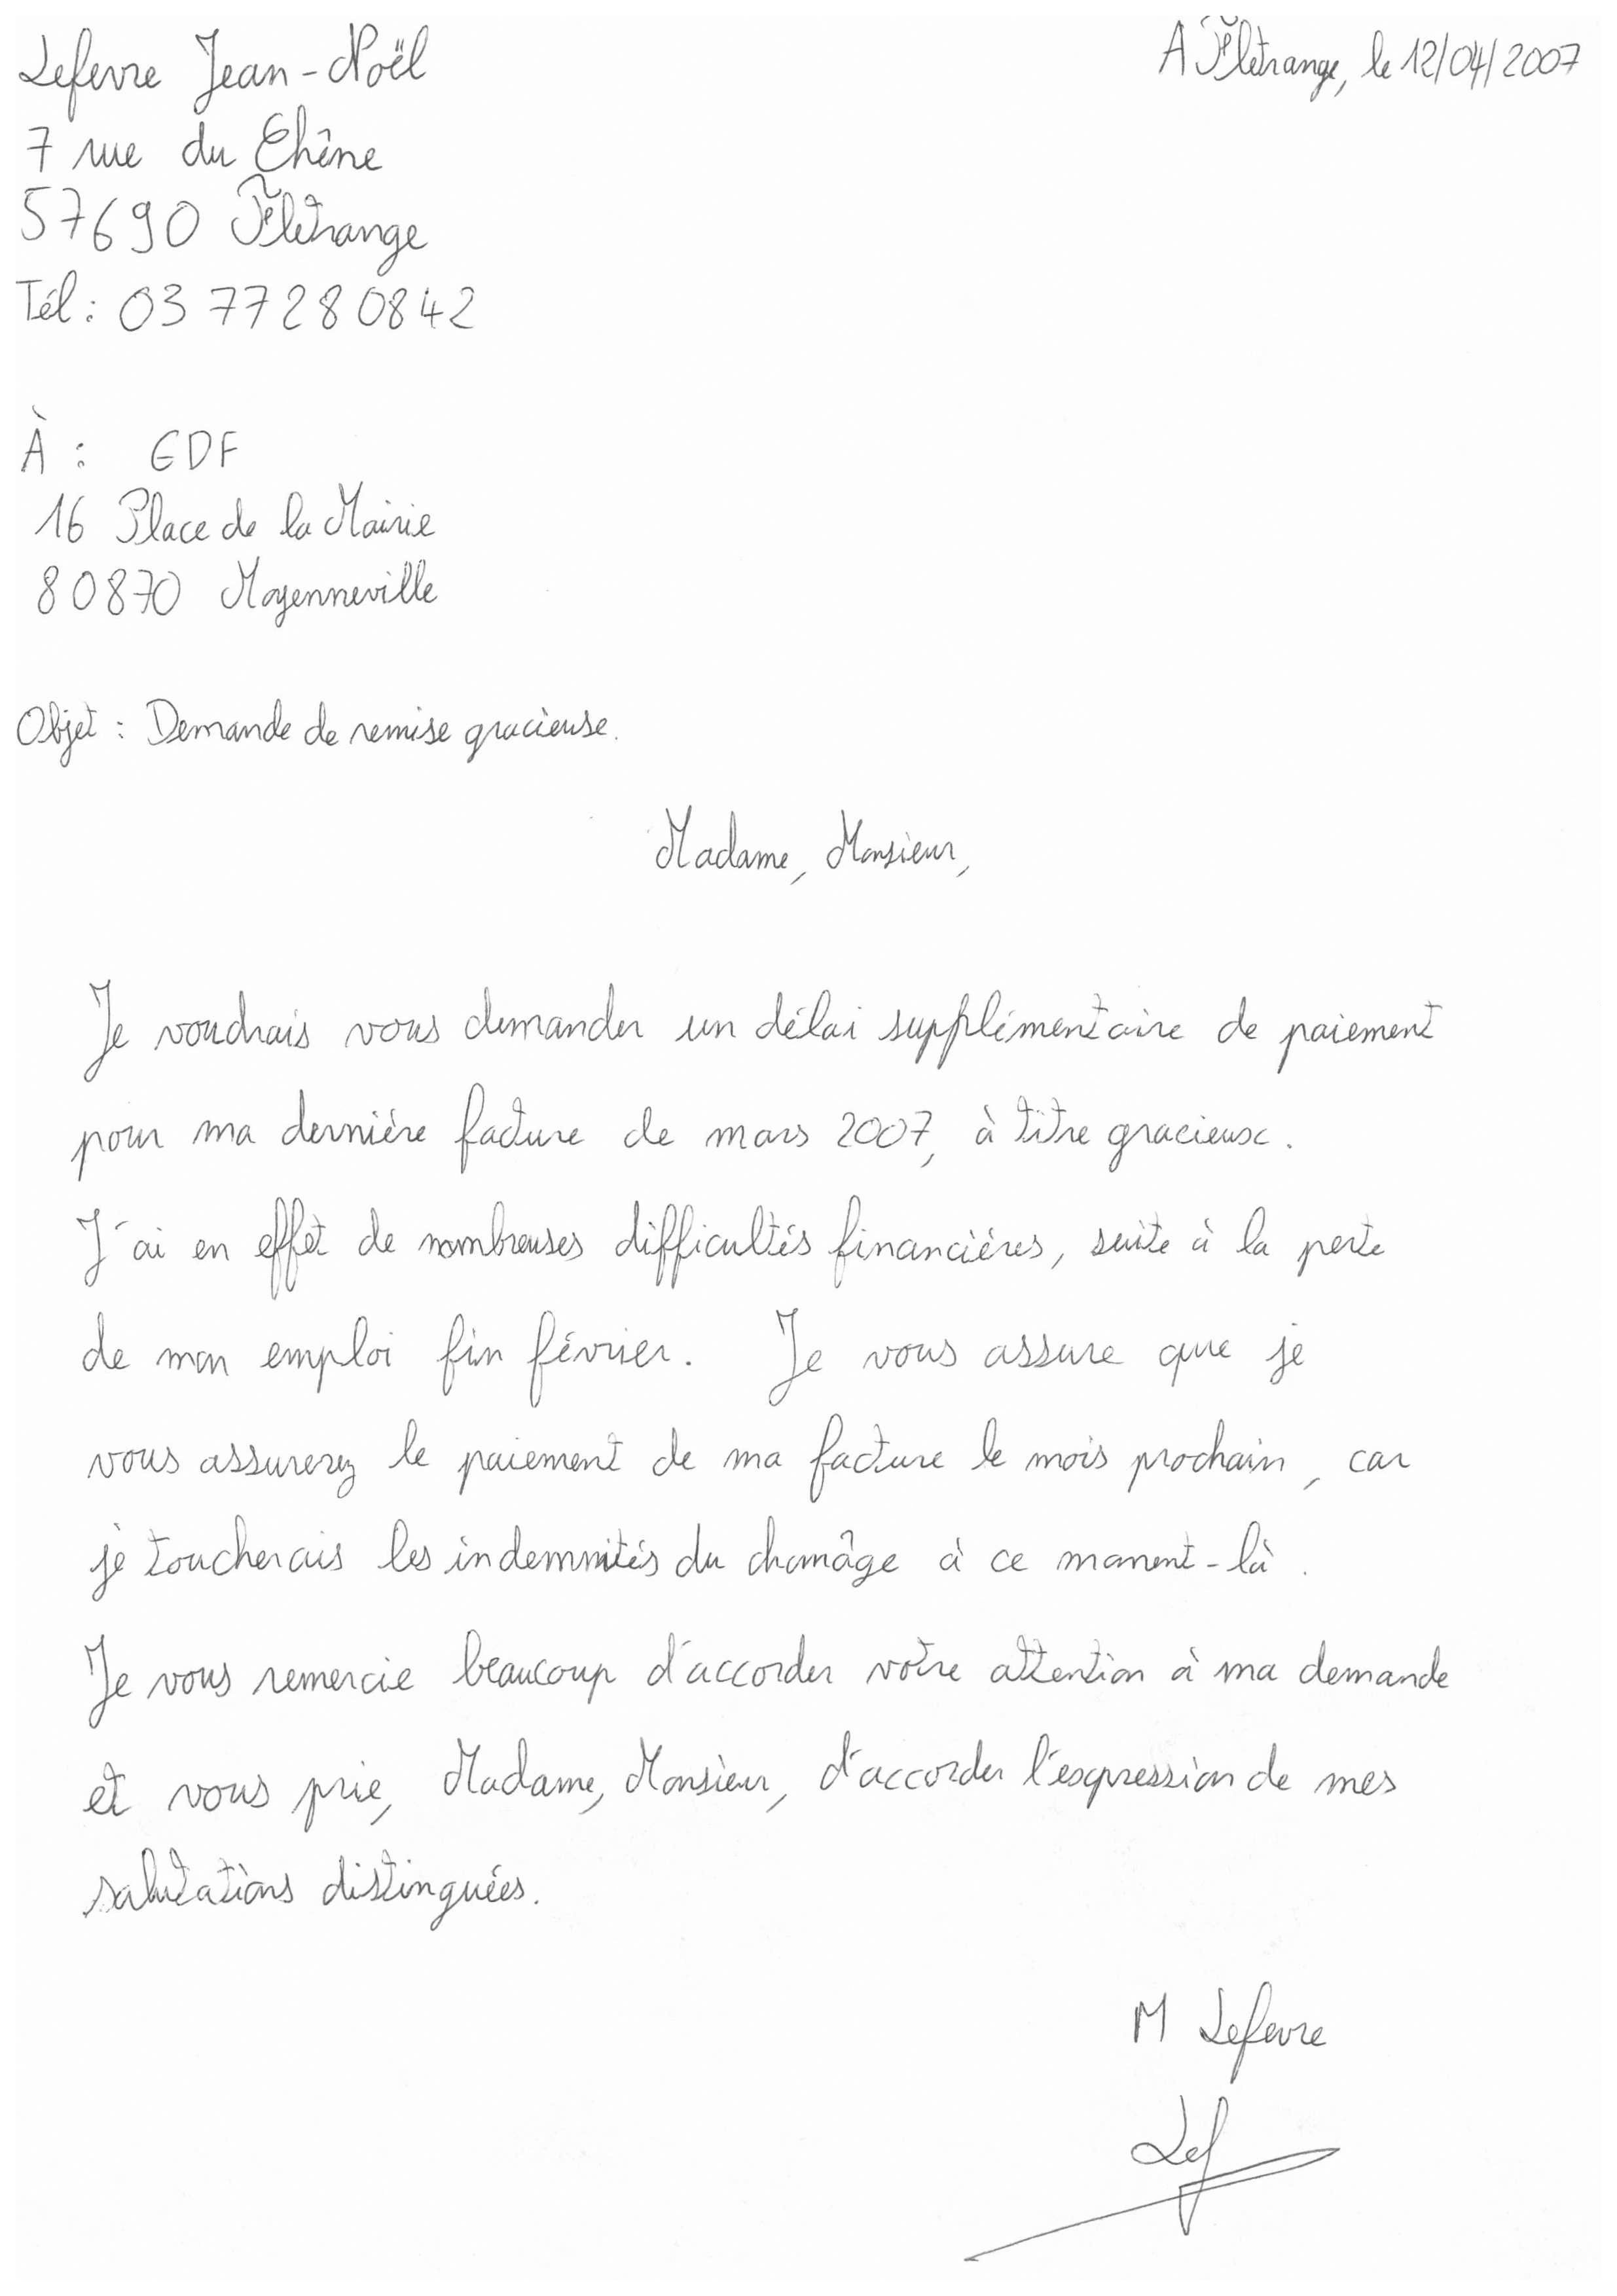 Lefevre Jean-Noël
A Flétrange, le 12/04/2007
7 rue du Chêne
57690 Flétrange
Tél : 03 77 28 08 42
À : EDF
16 Place de la Mairie
80870 Moyenneville
Objet : Demande de remise gracieuse.
Madame, Monsieur,
Je voudrais vous demander un délai supplémentaire de paiement
pour ma dernière facture de mars 2007, à titre gracieux.
J'ai en effet de nombreuses difficultés financières, suite à la perte
de mon emploi fin février. Je vous assure que je
vous assurerez le paiement de ma facture le mois prochain, car
je toucherais les indemnités du chomâge à ce moment-là.
Je vous remercie beaucoup d'accorder votre attention à ma demande
et vous prie, Madame, Monsieur, d'accorder l'expression de mes
salutations distinguées.
M Lefevre
Lef